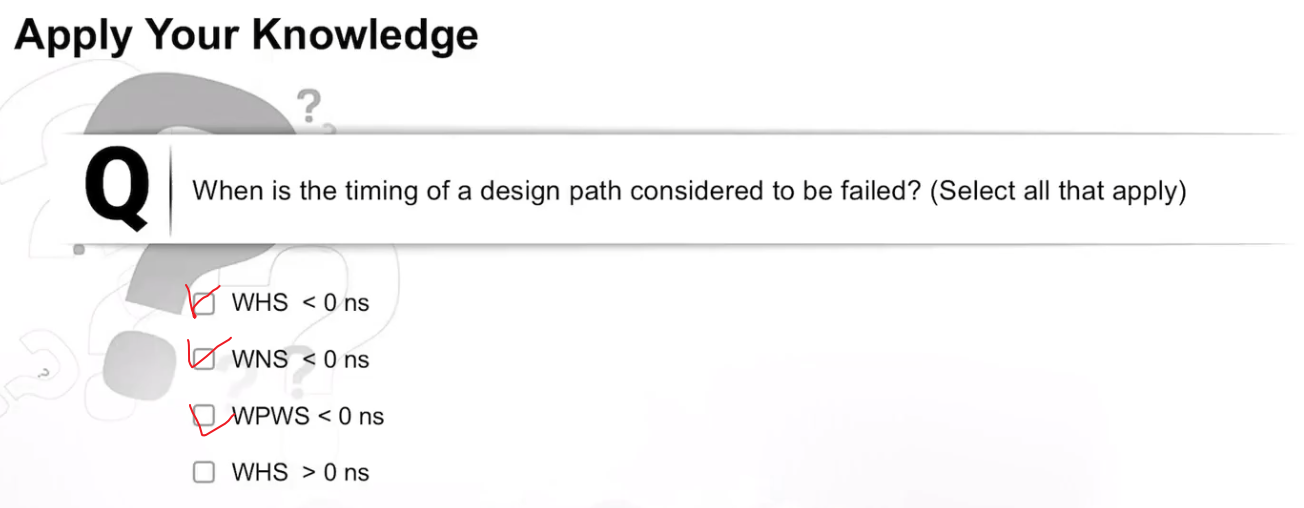 Apply Your Knowledge
?
Q
When is the timing of a design path considered to be failed? (Select all that apply)
WHS < 0 ns
WNS < 0 ns
WPWS < 0 ns
WHS > 0 ns